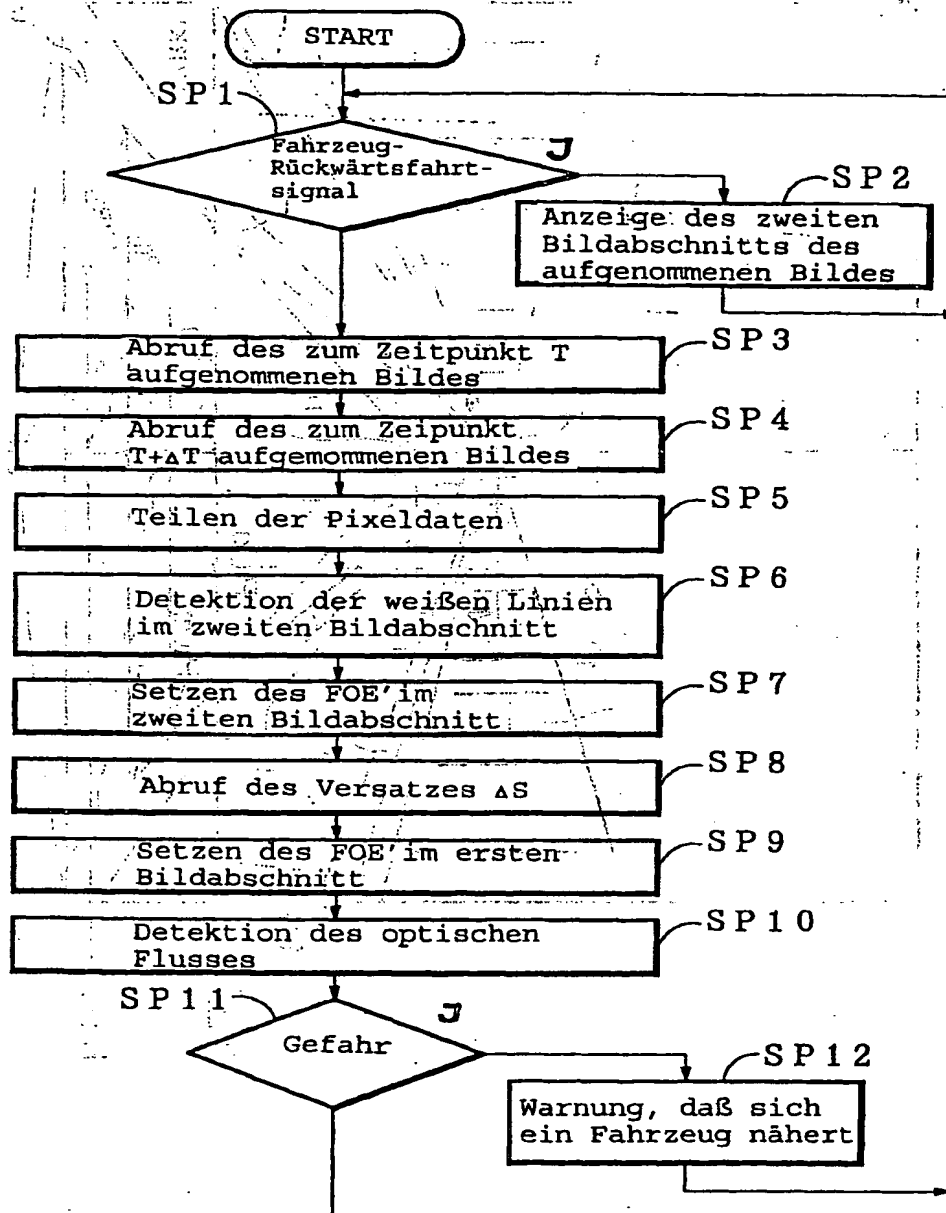 START
SP1
Fahrzeug-
Rückwärtsfahrt-
signal
J
SP2
Anzeige des zweiten
Bildabschnitts des
aufgenommenen Bildes
SP3
Abruf des zum Zeitpunkt T
aufgenommenen Bildes
SP4
Abruf des zum Zeipunkt
T+ΔT aufgemommenen Bildes
SP5
Teilen der Pixeldaten
SP6
Detektion der weißen Linien
im zweiten Bildabschnitt
SP7
Setzen des FOE'im
zweiten Bildabschnitt
SP8
Abruf des Versatzes ΔS
SP9
Setzen des FOE'im ersten
Bildabschnitt
SP10
Detektion des optischen
Flusses
SP11
Gefahr
J
SP12
Warnung, daß sich
ein Fahrzeug nähert